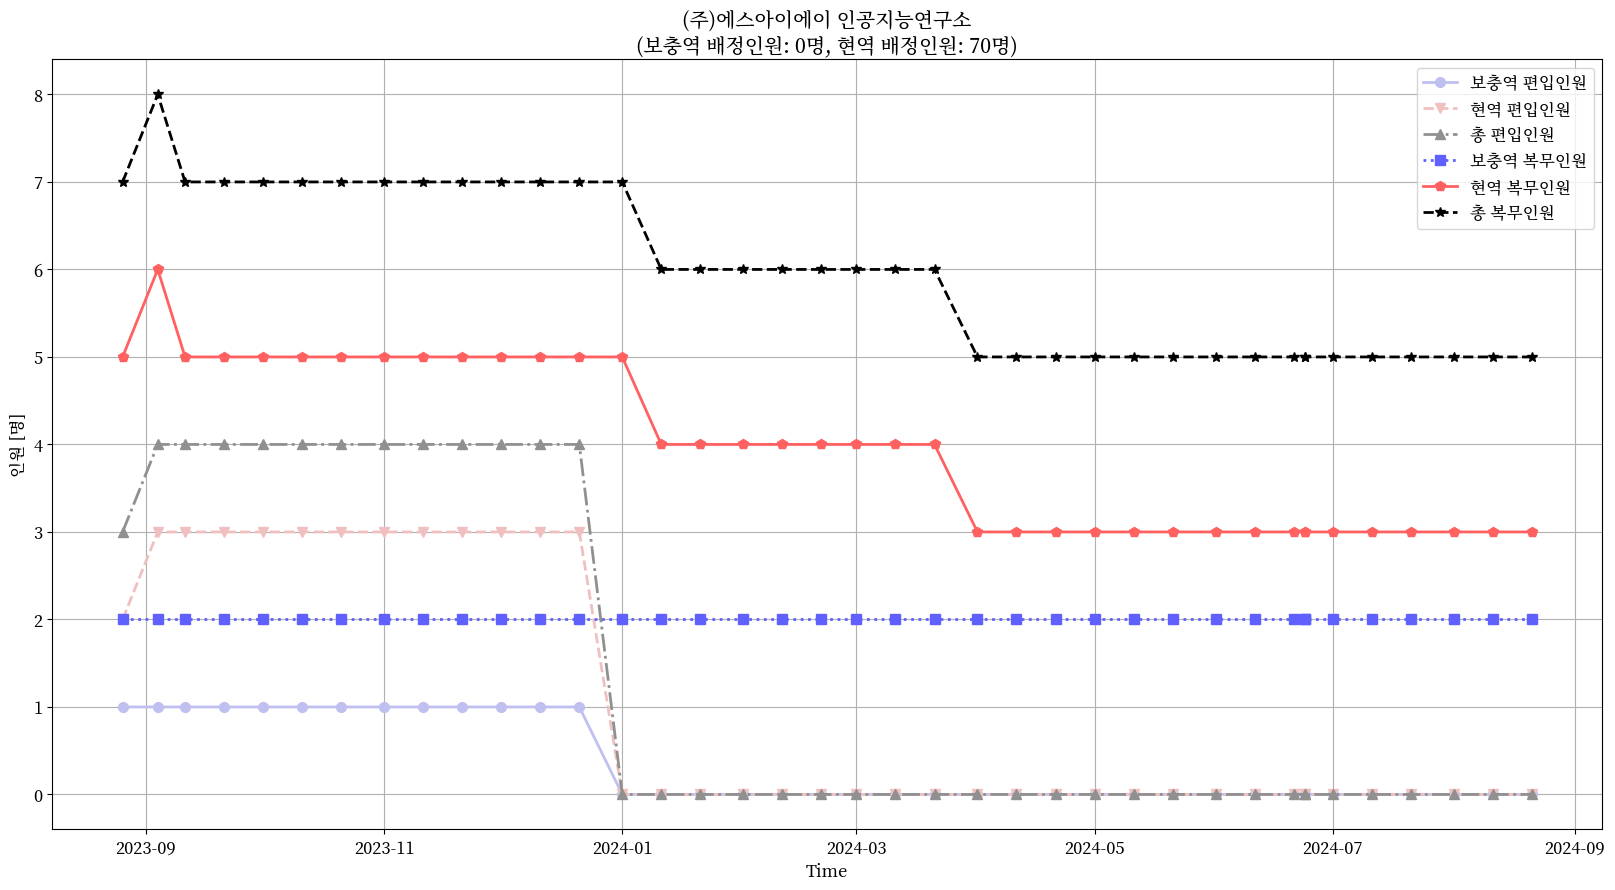 (주)에스아이에이 인공지능연구소
(보충역 배정인원: 0명, 현역 배정인원: 70명)
보충역 편입인원
현역 편입인원
총 편입인원
보충역 복무인원
현역 복무인원
총 복무인원
인원 [명]
8
7
6
5
4
3
2
1
0
2023-09
2023-11
2024-01
2024-03
2024-05
2024-07
2024-09
Time